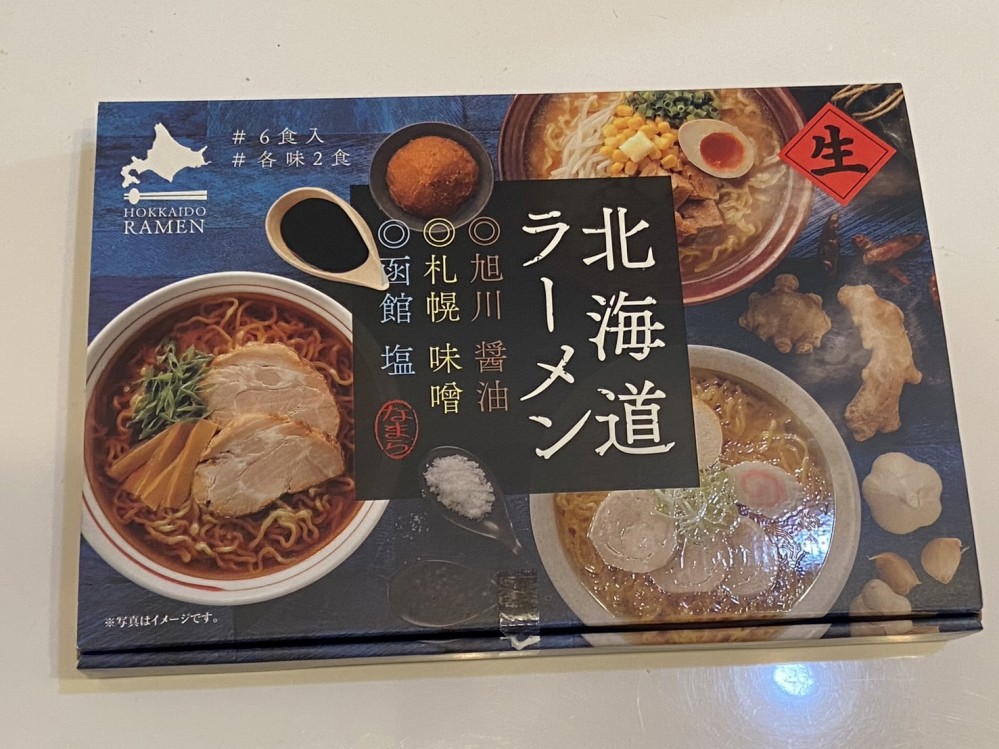 #6食入
#各味2食
HOKKAIDO
RAMEN
生
北海道
ラーメン
◎旭川 醤油
◎札幌 味噌
◎函館 塩
なまら
※写真はイメージです。